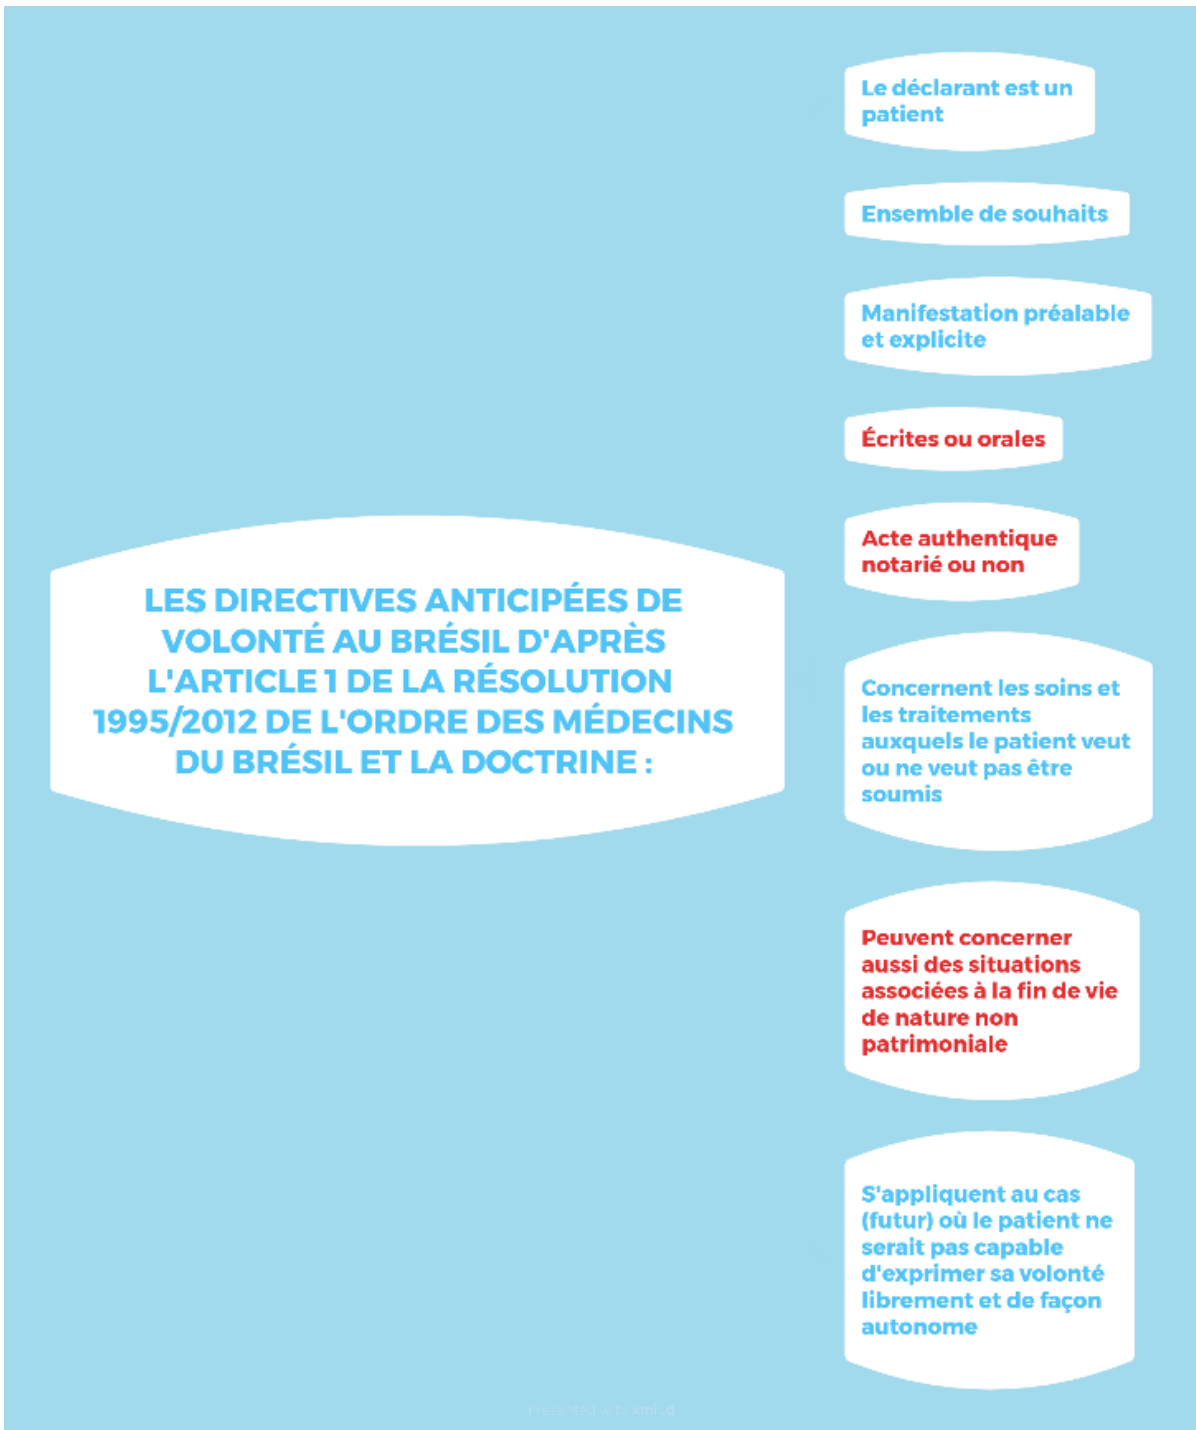 Le déclarant est un
patient
Ensemble de souhaits
Manifestation préalable
et explicite
Écrites ou orales
Acte authentique
notarié ou non
LES DIRECTIVES ANTICIPÉES DE
VOLONTÉ AU BRÉSIL D'APRÈS
L'ARTICLE 1 DE LA RÉSOLUTION
1995/2012 DE L'ORDRE DES MÉDECINS
DU BRÉSIL ET LA DOCTRINE :
Concernent les soins et
les traitements
auxquels le patient veut
ou ne veut pas être
soumis
Peuvent concerner
aussi des situations
associées à la fin de vie
de nature non
patrimoniale
S'appliquent au cas
(futur) où le patient ne
serait pas capable
d'exprimer sa volonté
librement et de façon
autonome
Presented with